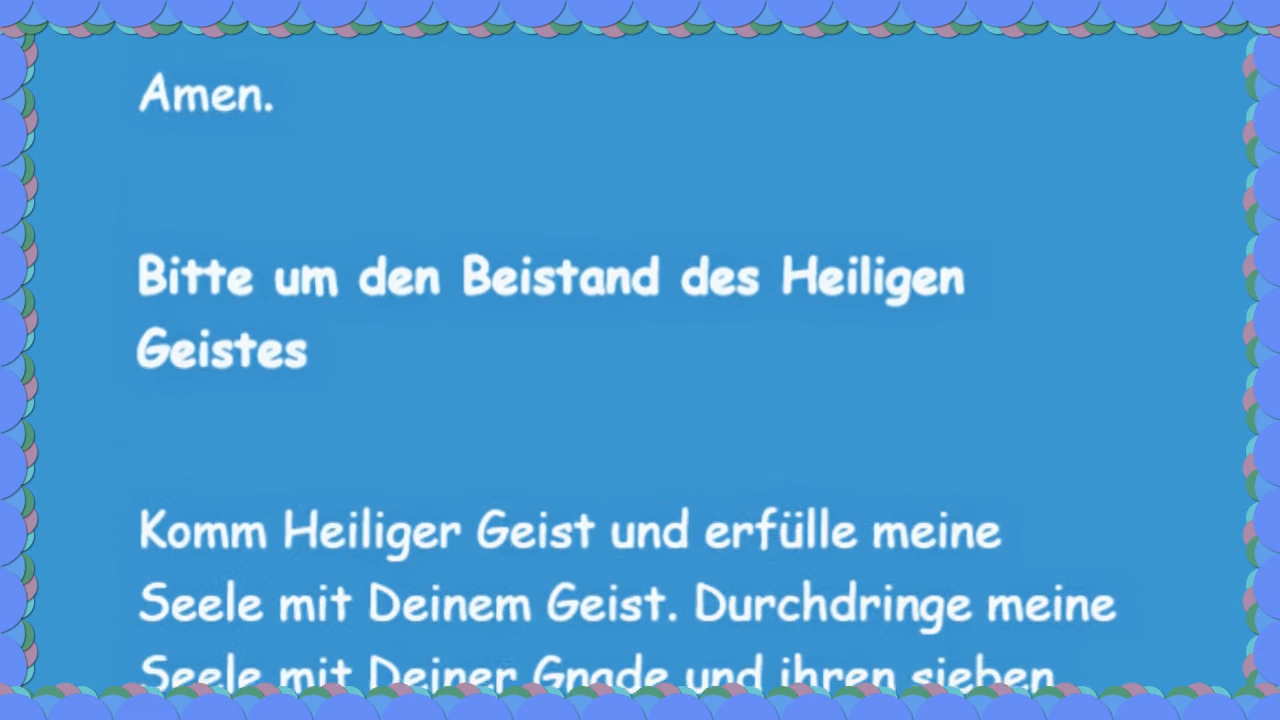 Amen.
Bitte um den Beistand des Heiligen
Geistes
Komm Heiliger Geist und erfülle meine
Seele mit Deinem Geist. Durchdringe meine
Seele mit Deiner Gnade und ihren sieben